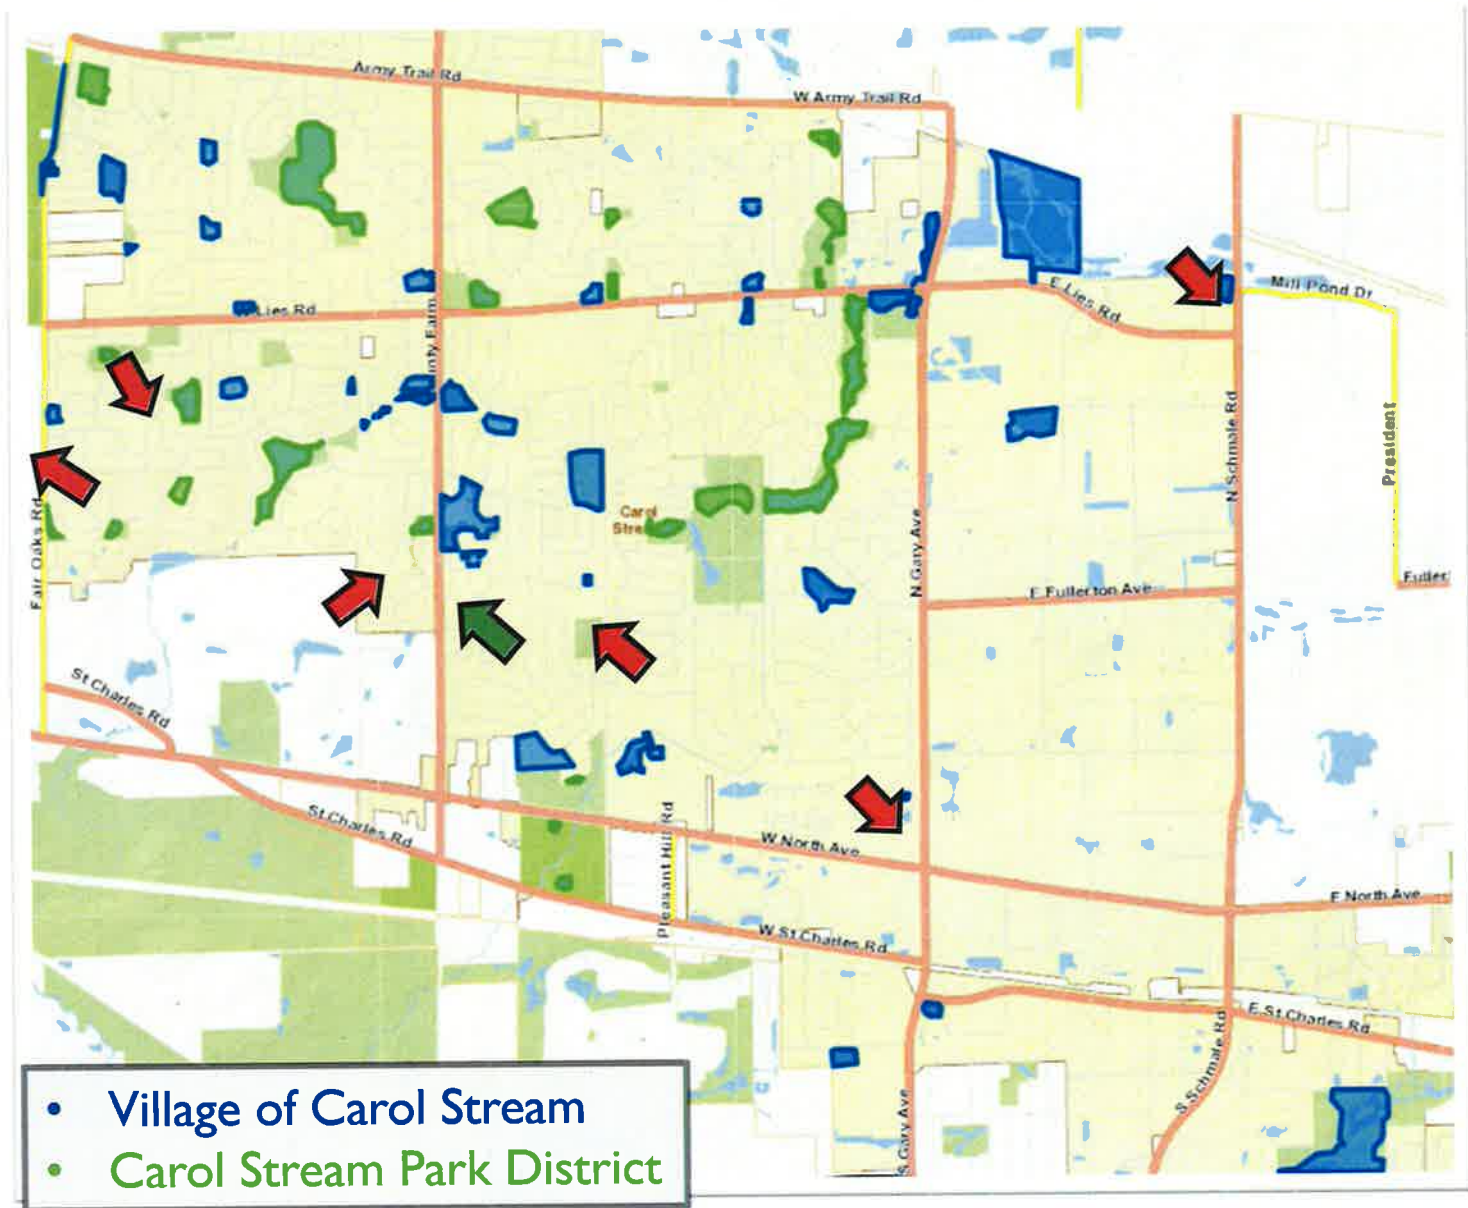 Army Trail Rd
W Army Trail Rd
E Lies Rd
Mill Pond Dr
Lies Rd
N Schmale Rd
President
Carol
Fair Oaks Rd
N Gary Ave
E Fullerton Ave
St Charles Rd
St Charles Rd
Pleasant Hill Rd
W North Ave
E North Ave
W St Charles Rd
E St Charles Rd
S Schmale Rd
S Gary Ave
• Village of Carol Stream
• Carol Stream Park District